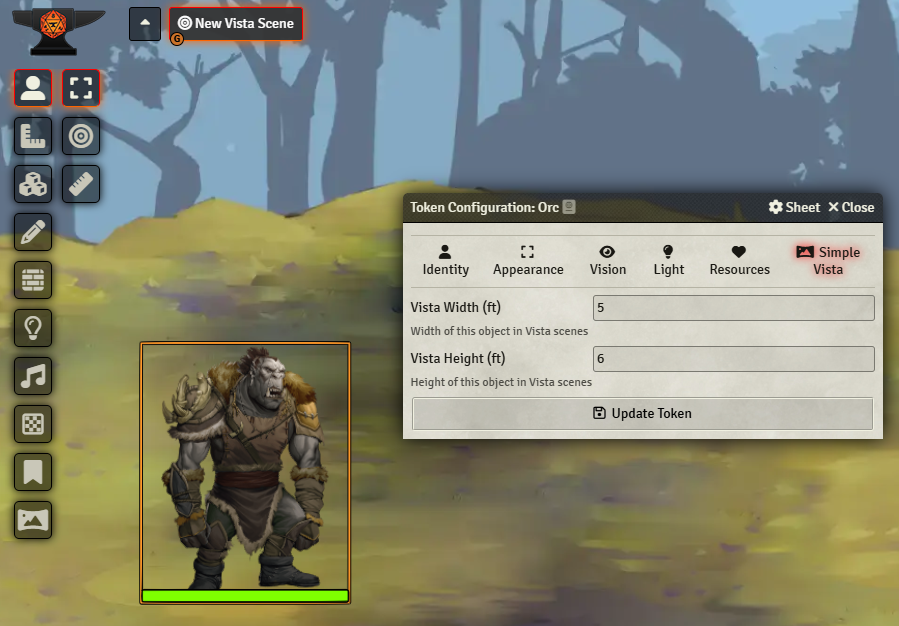 New Vista Scene
G
Token Configuration: Orc
Sheet
Close
Identity
Appearance
Vision
Light
Resources
Simple
Vista
Vista Width (ft)
5
Width of this object in Vista scenes
Vista Height (ft)
6
Height of this object in Vista scenes
Update Token